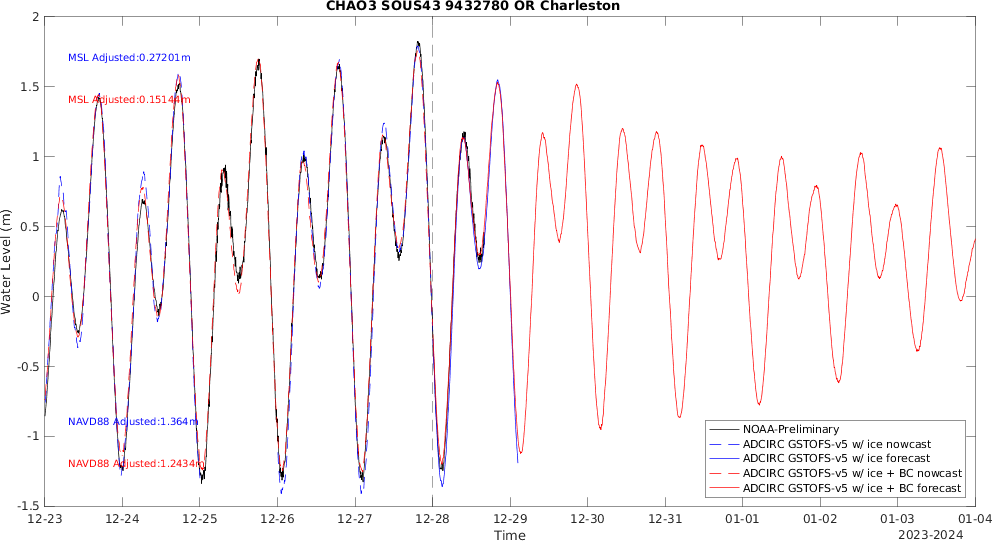 CHAO3 SOUS43 9432780 OR Charleston
2
1.5
1
0.5
0
-0.5
-1
-1.5
Water Level (m)
MSL Adjusted:0.27201m
MSL Adjusted:0.15144m
NAVD88 Adjusted:1.364m
NAVD88 Adjusted:1.2434m
NOAA-Preliminary
ADCIRC GSTOFS-v5 w/ ice nowcast
ADCIRC GSTOFS-v5 w/ ice forecast
ADCIRC GSTOFS-v5 w/ice + BC nowcast
ADCIRC GSTOFS-v5 w/ice + BC forecast
12-23 12-24 12-25 12-26 12-27 12-28 12-29 12-30 12-31 01-01 01-02 01-03 01-04
Time
2023-2024